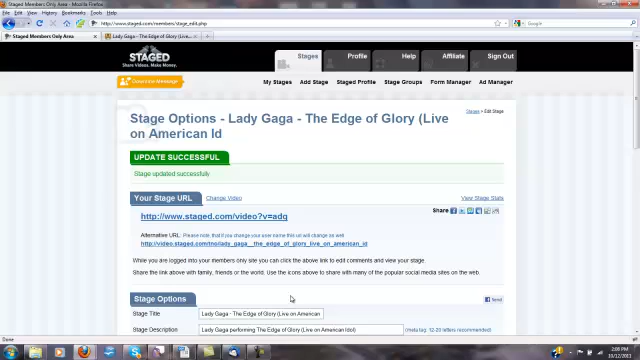 Staged Members Only Area - Mozilla Firefox
File Edit View History Bookmarks Tools Help
http://www.staged.com/members/stage_edit.php
Staged Members Only Area
Lady Gaga - The Edge of Glory (Live on ...
STAGED
Share Videos. Make Money.
Stages Profile Help Affiliate Sign Out
My Stages Add Stage Staged Profile Stage Groups Form Manager Ad Manager
Stages > Edit Stage
Stage Options - Lady Gaga - The Edge of Glory (Live
on American Id
UPDATE SUCCESSFUL
Stage updated successfully
Your Stage URL Change Video View Stage Stats
http://www.staged.com/video?v=adq
Share
Alternative URL: Please note, that if you change your user name this url will change as well
While you are logged into your members only site you can click the above link to edit comments and view your stage.
Share the link above with family, friends or the world. Use the icons above to share with many of the popular social media sites on the web.
Stage Options
Send
Stage Title Lady Gaga - The Edge of Glory (Live on American
Stage Description Lady Gaga performing The Edge of Glory (Live on American Idol) (meta tag: 12-20 letters recommended)
Done
2:05 PM
10/12/2011